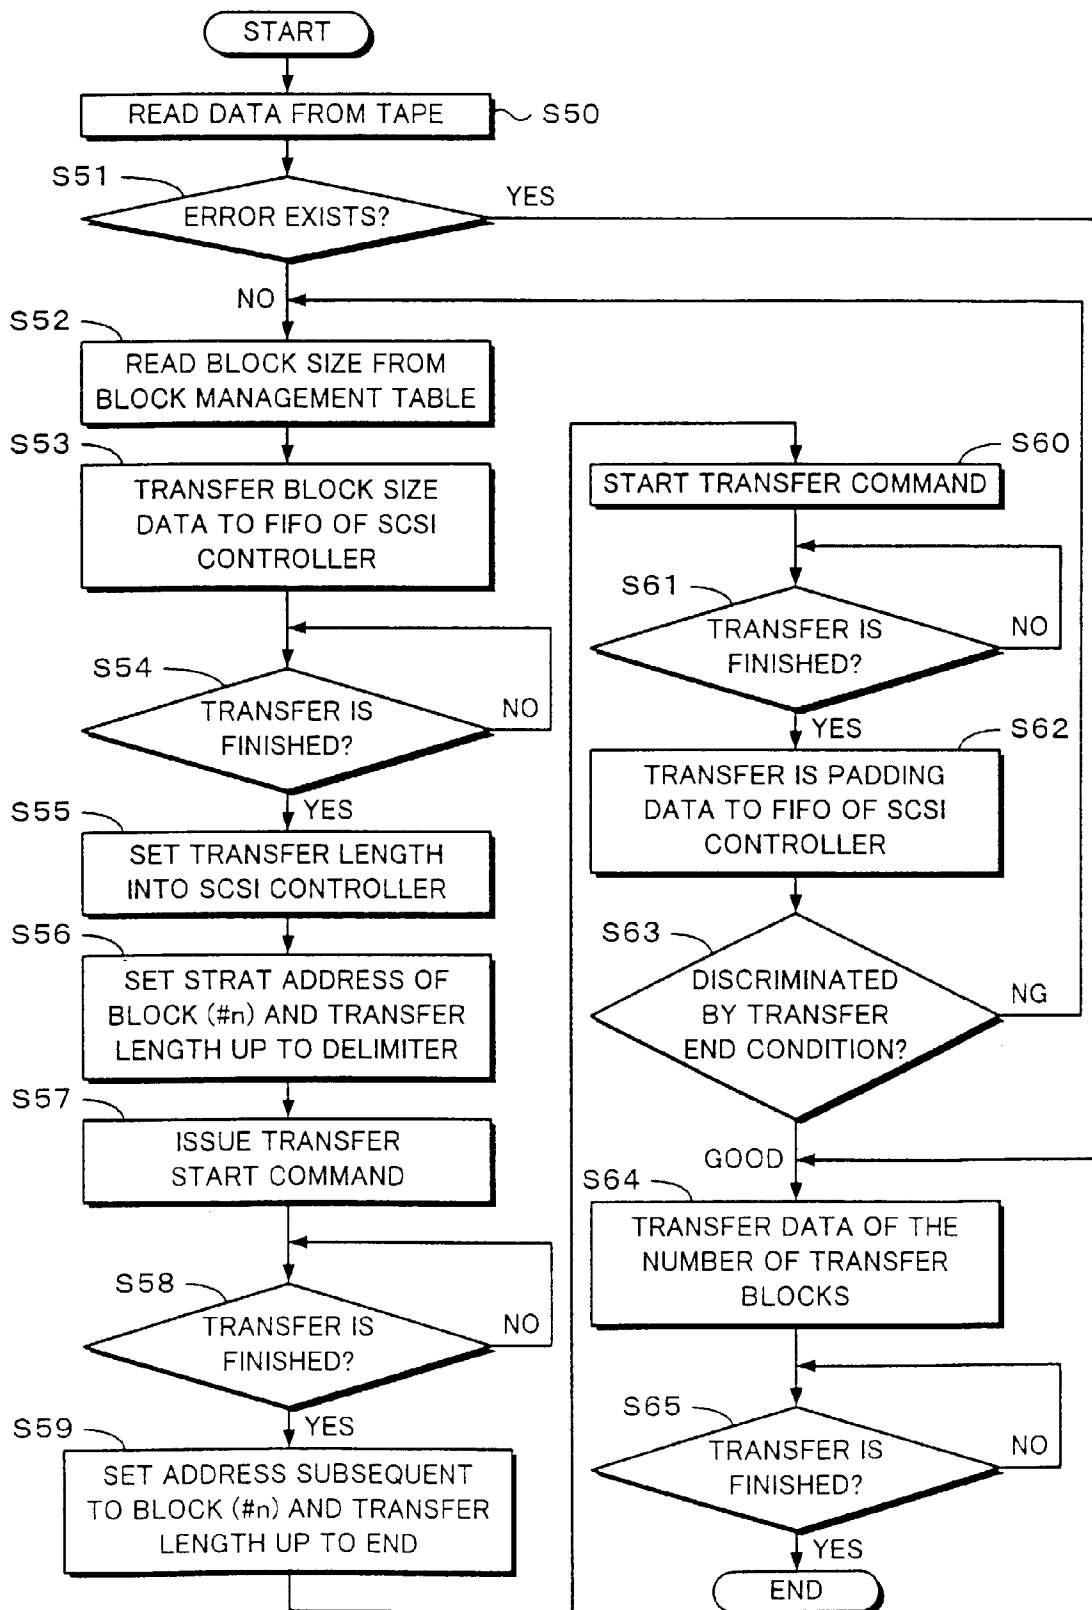 START
READ DATA FROM TAPE
S50
S51
ERROR EXISTS?
YES
NO
S52
READ BLOCK SIZE FROM
BLOCK MANAGEMENT TABLE
S53
TRANSFER BLOCK SIZE
DATA TO FIFO OF SCSI
CONTROLLER
S54
TRANSFER IS
FINISHED?
NO
YES
S55
SET TRANSFER LENGTH
INTO SCSI CONTROLLER
S56
SET STRAT ADDRESS OF
BLOCK (#n) AND TRANSFER
LENGTH UP TO DELIMITER
S57
ISSUE TRANSFER
START COMMAND
S58
TRANSFER IS
FINISHED?
NO
YES
S59
SET ADDRESS SUBSEQUENT
TO BLOCK (#n) AND TRANSFER
LENGTH UP TO END
S60
START TRANSFER COMMAND
S61
TRANSFER IS
FINISHED?
NO
YES
S62
TRANSFER IS PADDING
DATA TO FIFO OF SCSI
CONTROLLER
S63
DISCRIMINATED
BY TRANSFER
END CONDITION?
NG
GOOD
S64
TRANSFER DATA OF THE
NUMBER OF TRANSFER
BLOCKS
S65
TRANSFER IS
FINISHED?
NO
YES
END